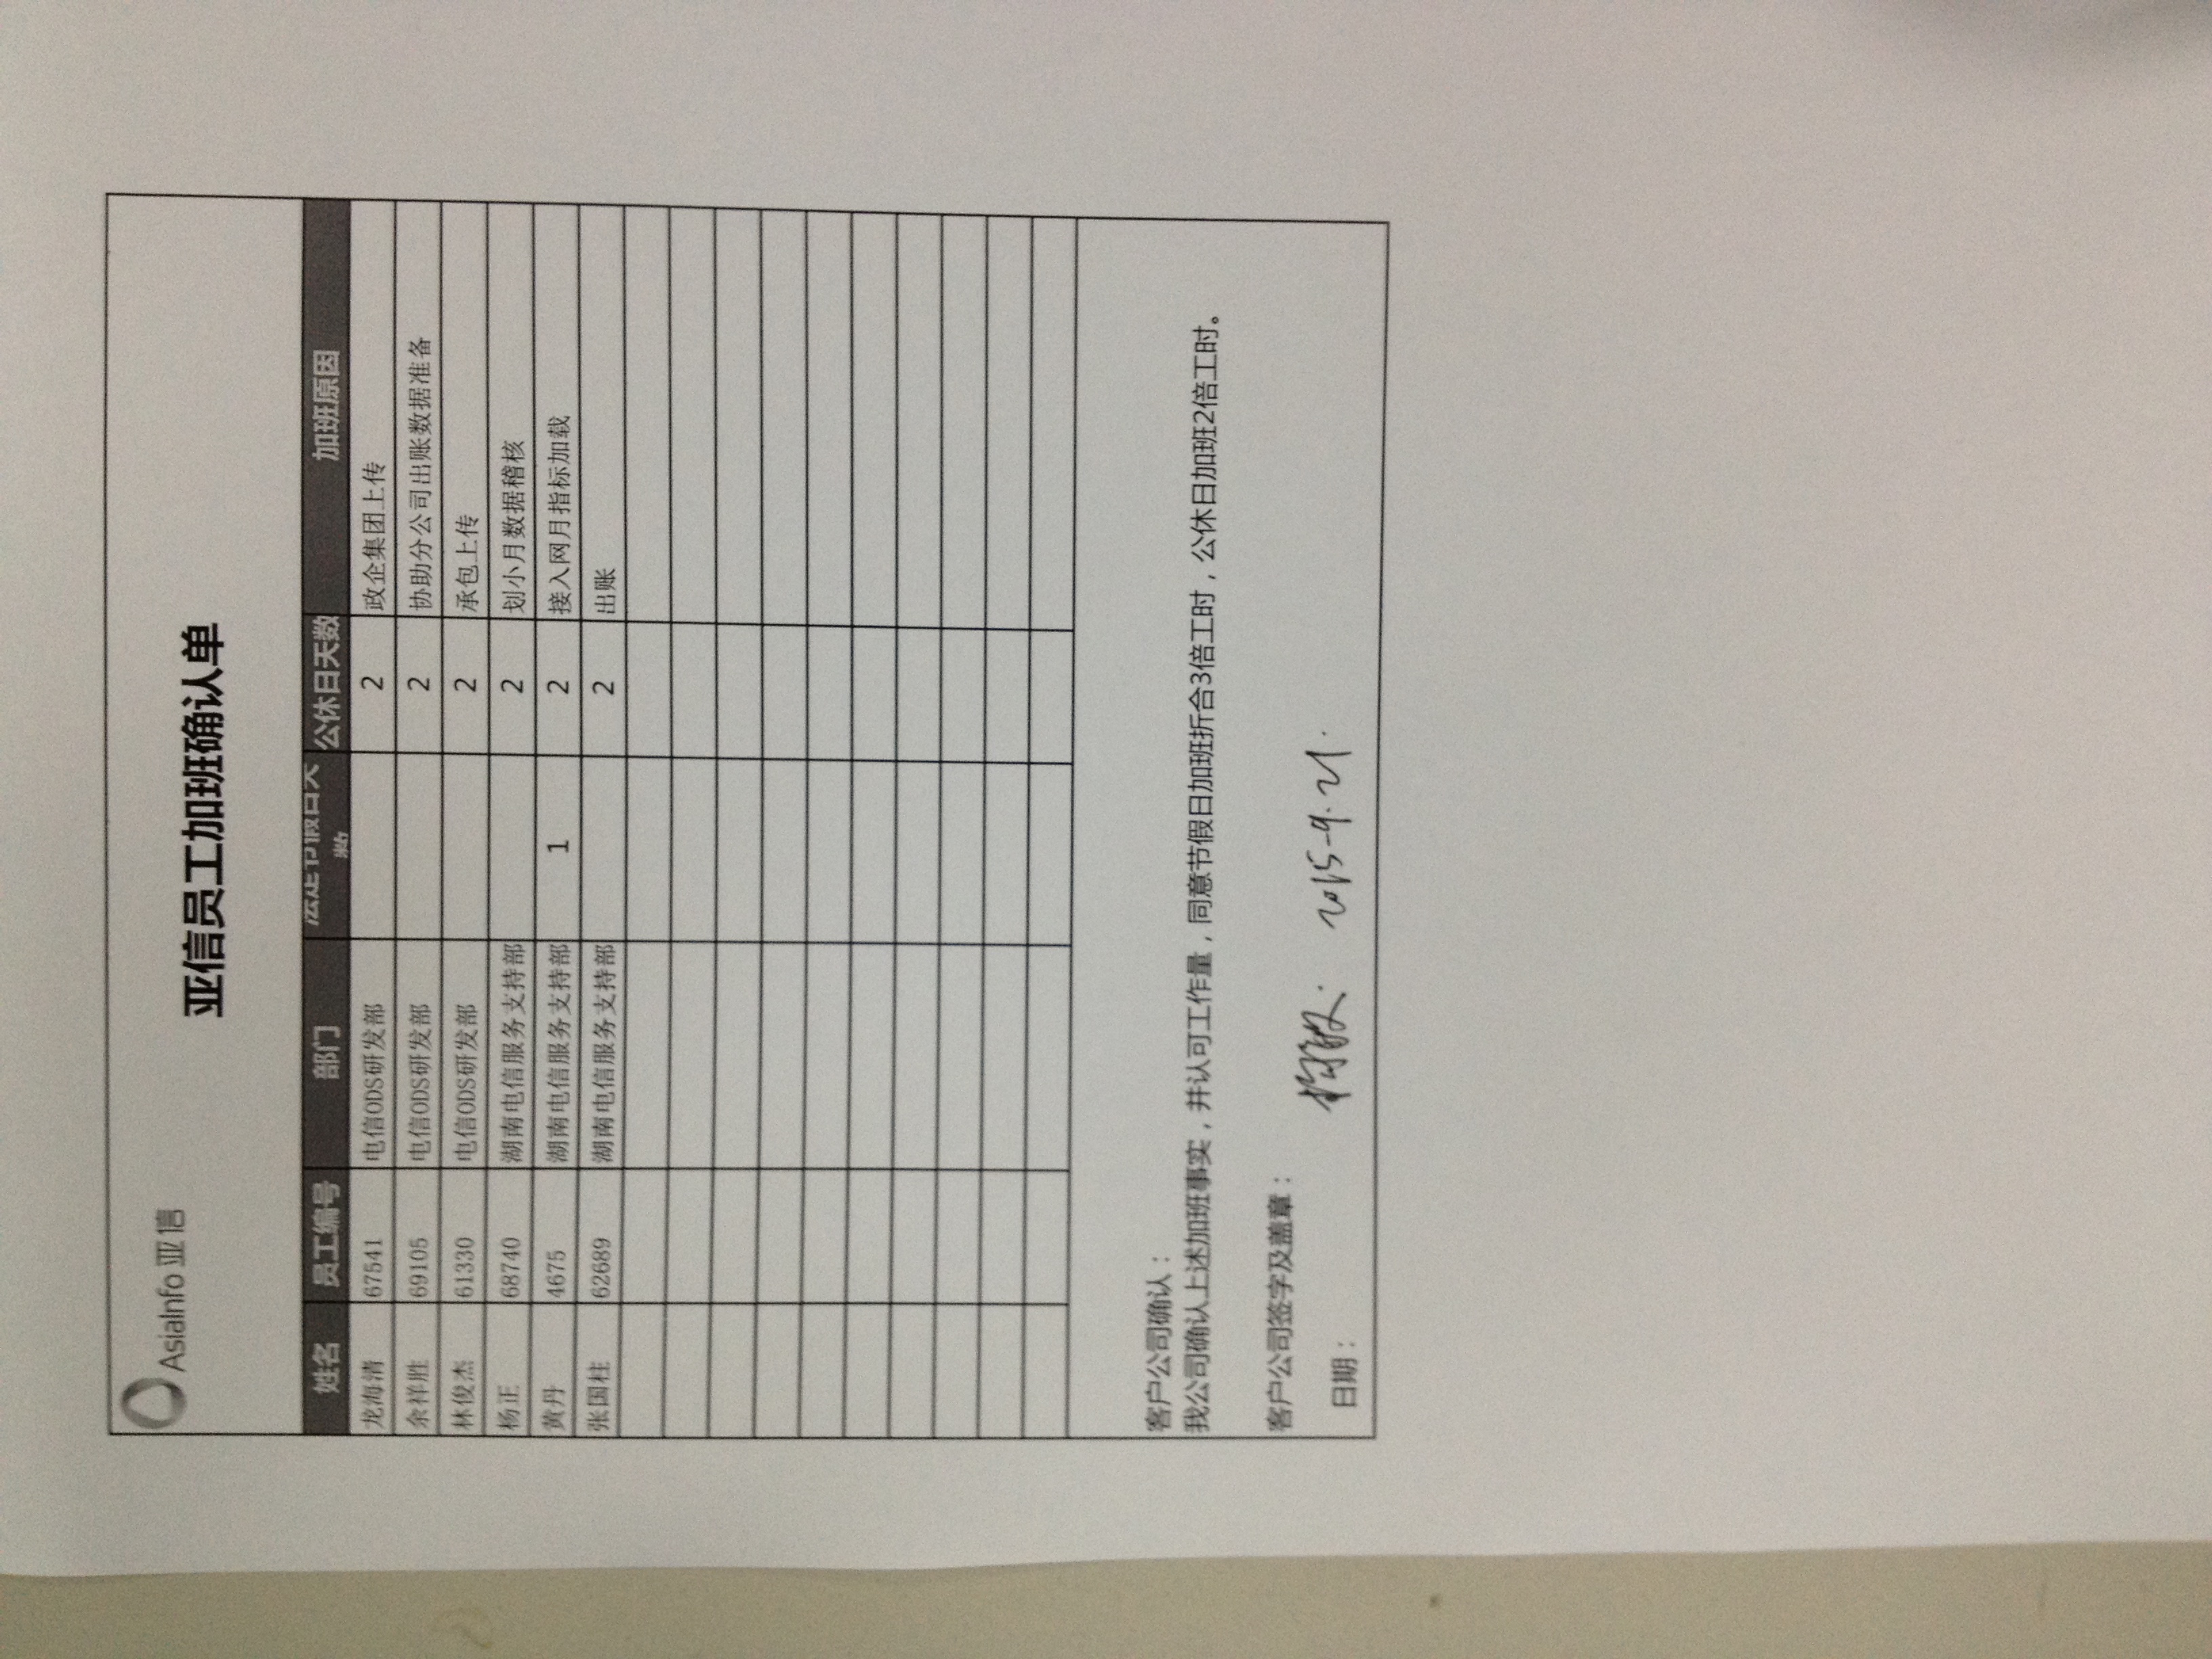 AsiaInfo 亚信
亚信员工加班确认单
姓名 员工编号 部门 法定节假日天数 公休日天数 加班原因
龙海清 67541 电信ODS研发部 2 政企集团上传
余祥胜 69105 电信ODS研发部 2 协助分公司出账数据准备
林俊杰 61330 电信ODS研发部 2 承包上传
杨正 68740 湖南电信服务支持部 2 划小月数据稽核
黄丹 4675 湖南电信服务支持部 1 2 接入网月指标加载
张国柱 62689 湖南电信服务支持部 2 出账
客户公司确认：
我公司确认上述加班事实，并认可工作量，同意节假日加班折合3倍工时，公休日加班2倍工时。
客户公司签字及盖章：
2015-9.21.
日期：